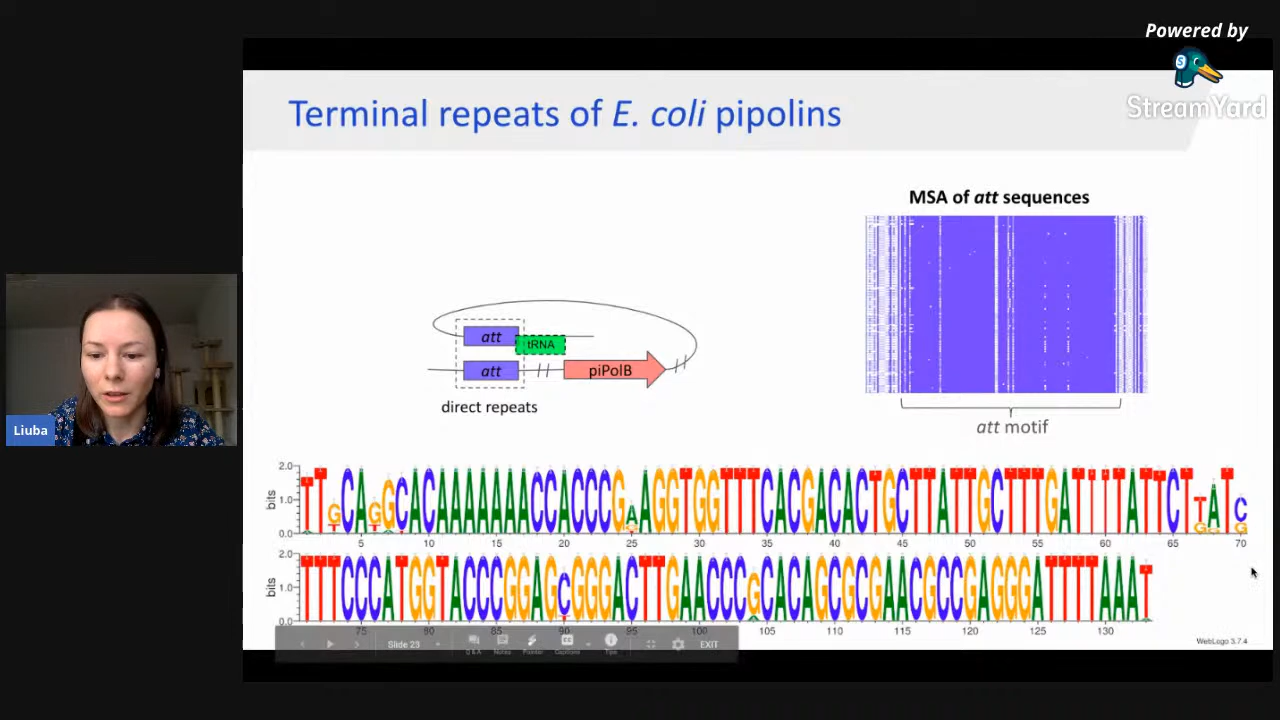 Powered by
StreamYard
Terminal repeats of E. coli pipolins
MSA of att sequences
att
tRNA
att
piPolB
direct repeats
att motif
Liuba
2.0
bits
1.0
0.0
TTGCAGGCACAAAAAAACCACCCGAAGGTGGTTTCACGACACTGCTTATTGCTTTGATTTTATTCTTATC
5 10 15 20 25 30 35 40 45 50 55 60 65 70
2.0
bits
1.0
0.0
TTTCCCATGGTACCCGGAGCGGGACTTGAACCCGCACAGCGCGAACGCCGAGGGATTTTAAAT
75 80 85 90 95 100 105 110 115 120 125 130
WebLogo 3.7.4
Slide 23
EXIT
Q & A
Notes
Pointer
Captions
Tips